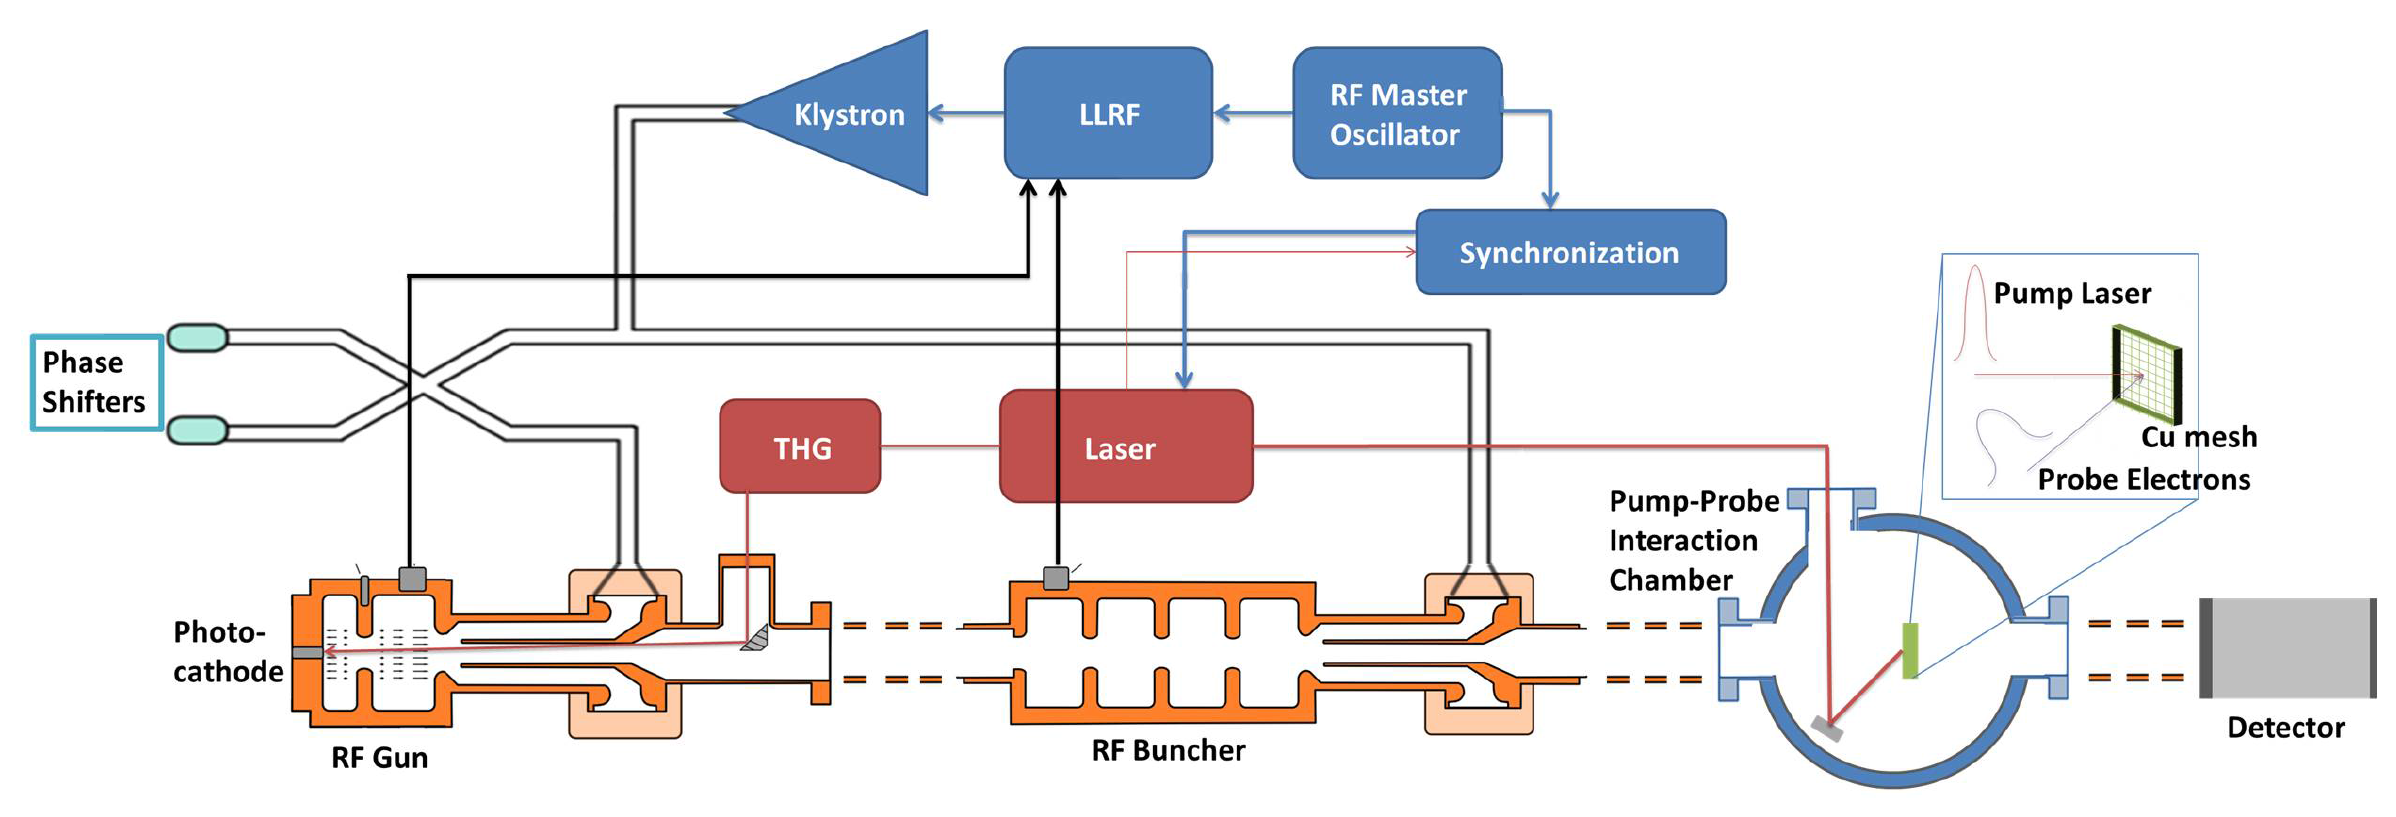 Klystron
LLRF
RF Master
Oscillator
Synchronization
Pump Laser
Phase
Shifters
THG
Laser
Cu mesh
Probe Electrons
Pump-Probe
Interaction
Chamber
Photo-
cathode
RF Gun
RF Buncher
Detector